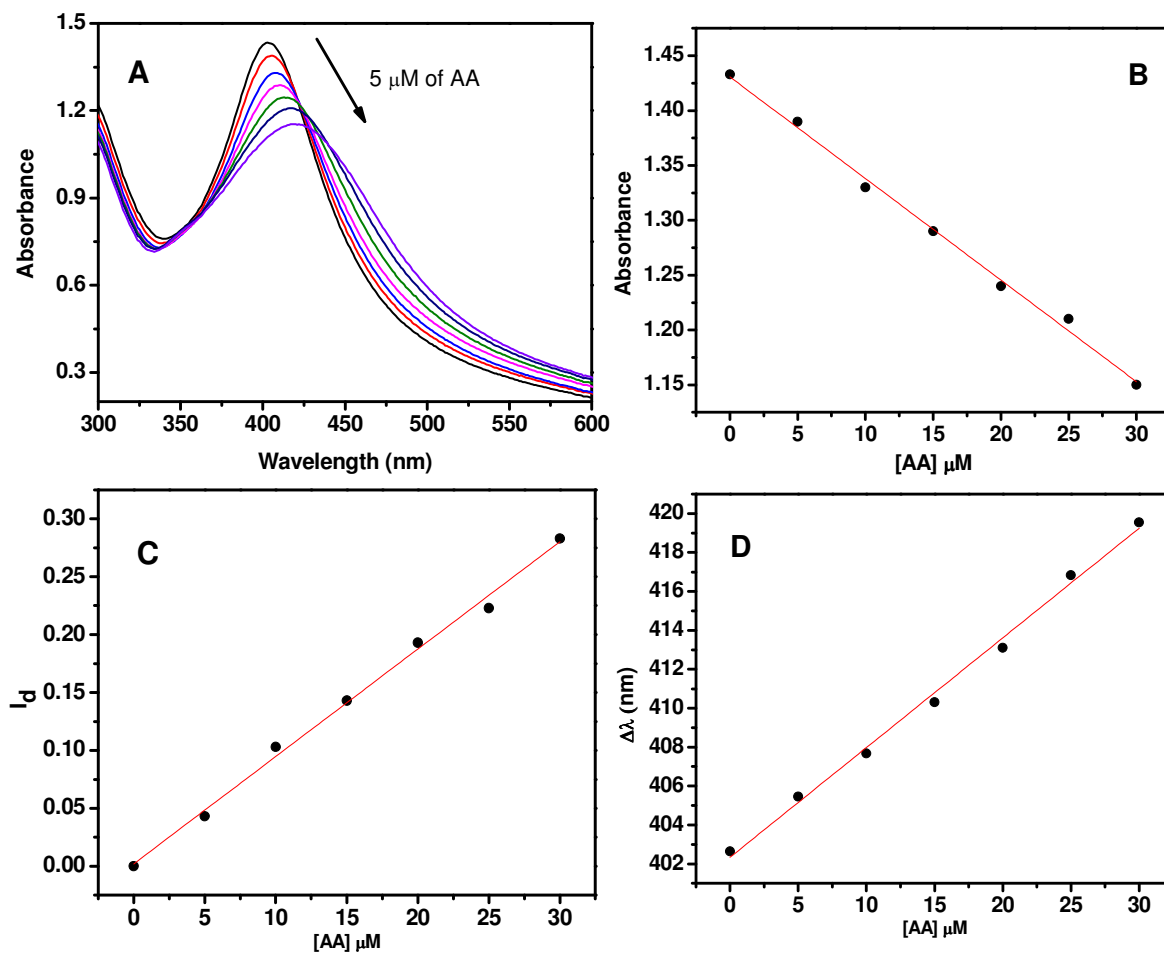 A
5 μM of AA
Absorbance
1.5
1.2
0.9
0.6
0.3
300 350 400 450 500 550 600
Wavelength (nm)
B
Absorbance
1.45
1.40
1.35
1.30
1.25
1.20
1.15
0 5 10 15 20 25 30
[AA] μM
C
I_d
0.30
0.25
0.20
0.15
0.10
0.05
0.00
0 5 10 15 20 25 30
[AA] μM
D
Δλ (nm)
420
418
416
414
412
410
408
406
404
402
0 5 10 15 20 25 30
[AA] μM